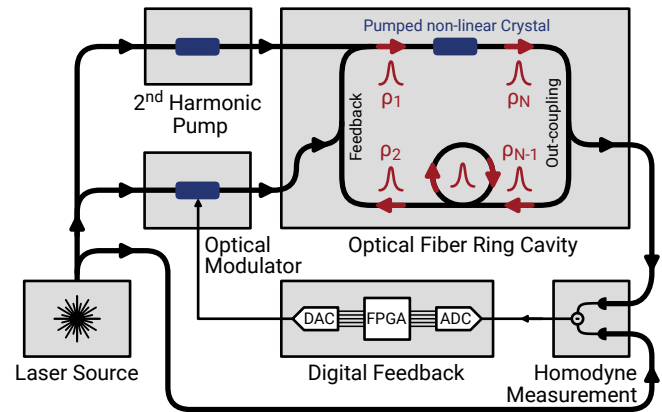 Pumped non-linear Crystal
ρ1
ρN
2nd Harmonic
Pump
Feedback
Out-coupling
ρ2
ρN-1
Optical
Modulator
Optical Fiber Ring Cavity
DAC
FPGA
ADC
-
Laser Source
Digital Feedback
Homodyne
Measurement